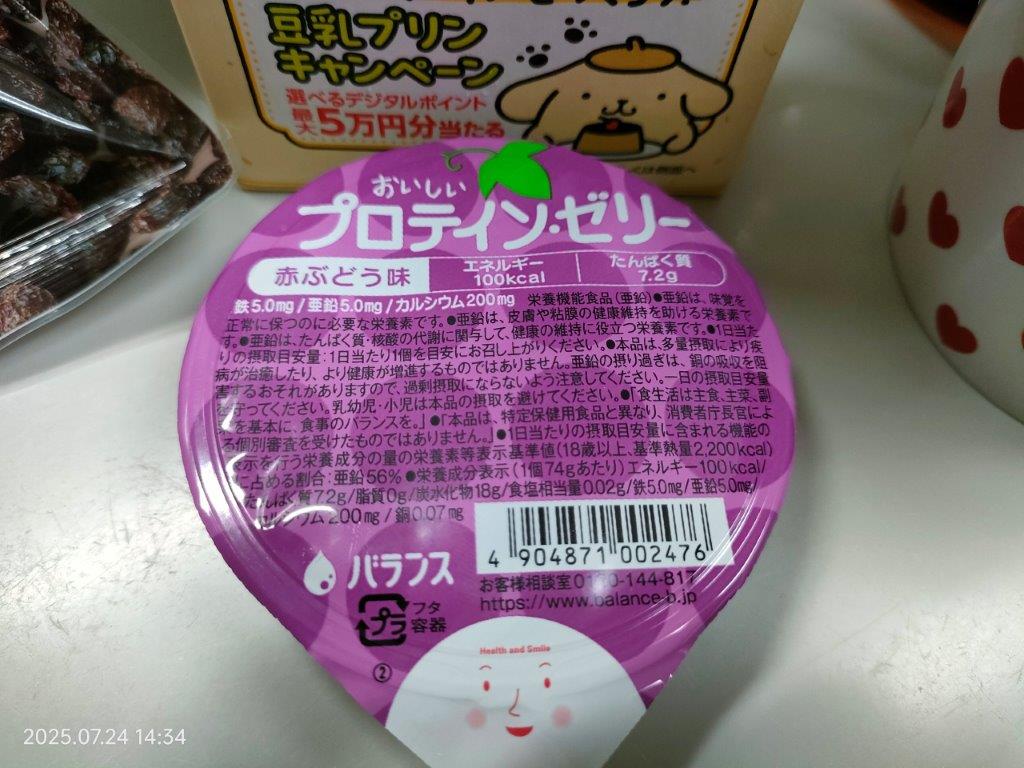 豆乳プリン
キャンペーン
選べるデジタルポイント
最大5万円分当たる
おいしい
プロテイン・ゼリー
赤ぶどう味
エネルギー
100kcal
たんぱく質
7.2g
鉄5.0mg/亜鉛5.0mg/カルシウム200mg 栄養機能食品(亜鉛)●亜鉛は、味覚を
正常に保つのに必要な栄養素です。●亜鉛は、皮膚や粘膜の健康維持を助ける栄養素で
す。●亜鉛は、たんぱく質・核酸の代謝に関与して、健康の維持に役立つ栄養素です。●1日当た
りの摂取目安量:1日当たり1個を目安にお召し上がりください。●本品は、多量摂取により疾
病が治癒したり、より健康が増進するものではありません。亜鉛の摂り過ぎは、銅の吸収を阻
害するおそれがありますので、過剰摂取にならないよう注意してください。一日の摂取目安量
を守ってください。乳幼児・小児は本品の摂取を避けてください。●「食生活は主食、主菜、副
菜を基本に、食事のバランスを。」●「本品は、特定保健用食品と異なり、消費者庁長官によ
る個別審査を受けたものではありません。」●1日当たりの摂取目安量に含まれる機能の
表示を行う栄養成分の量の栄養素等表示基準値(18歳以上、基準熱量2,200kcal)
に占める割合:亜鉛56%●栄養成分表示(1個74gあたり)エネルギー100kcal/
たんぱく質7.2g/脂質0g/炭水化物18g/食塩相当量0.02g/鉄5.0mg/亜鉛5.0mg/
カルシウム200mg/銅0.07mg
4 904871 002476
バランス
お客様相談室0120-144-817
https://www.balance-b.jp
プラ
フタ
容器
②
Health and Smile
2025.07.24 14:34